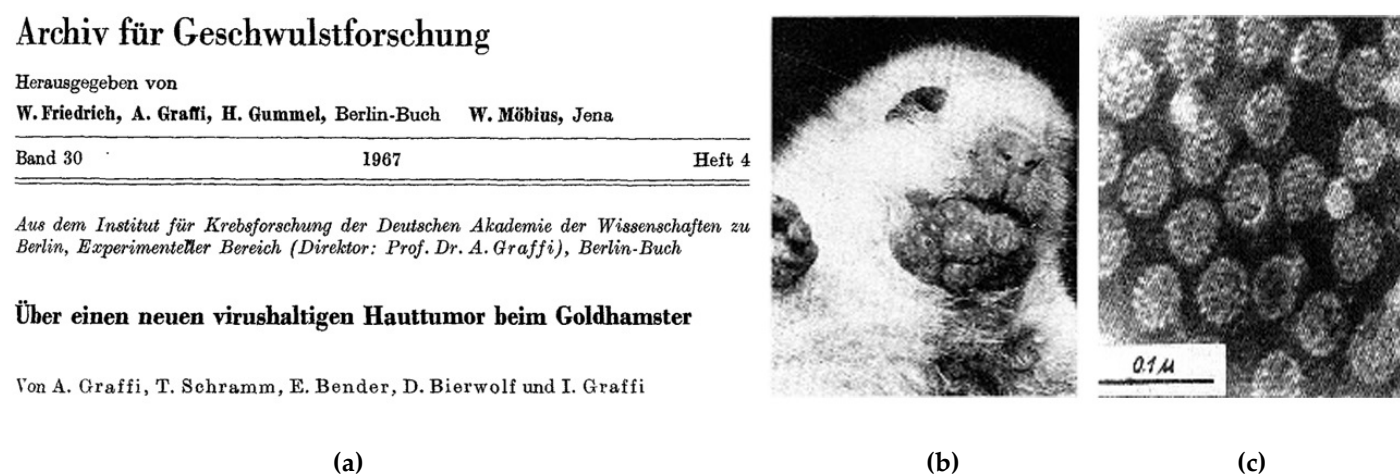 Archiv für Geschwulstforschung
Herausgegeben von
W. Friedrich, A. Graffi, H. Gummel, Berlin-Buch W. Möbius, Jena
Band 30 1967 Heft 4
Aus dem Institut für Krebsforschung der Deutschen Akademie der Wissenschaften zu
Berlin, Experimenteller Bereich (Direktor: Prof. Dr. A. Graffi), Berlin-Buch
Über einen neuen virushaltigen Hauttumor beim Goldhamster
Von A. Graffi, T. Schramm, E. Bender, D. Bierwolf und I. Graffi
0.1 µ
(a) (b) (c)